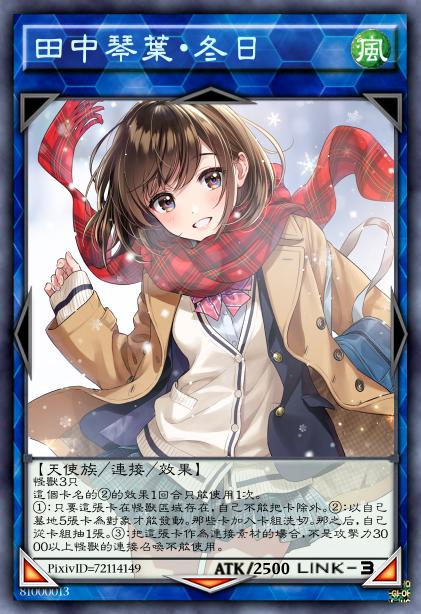 田中琴葉·冬日
風
【天使族／連接／效果】
怪獸3只
這個卡名的②的效果1回合只能使用1次。
①:只要這張卡在怪獸區域存在,自己不能把卡除外。②:以自己
墓地5張卡為對象才能發動。那些卡加入卡組洗切。那之後,自己
從卡組抽1張。③:把這張卡作為連接素材的場合,不是攻擊力30
00以上怪獸的連接召喚不能使用。
PixivID=72114149 ATK/2500 LINK-3
81000013